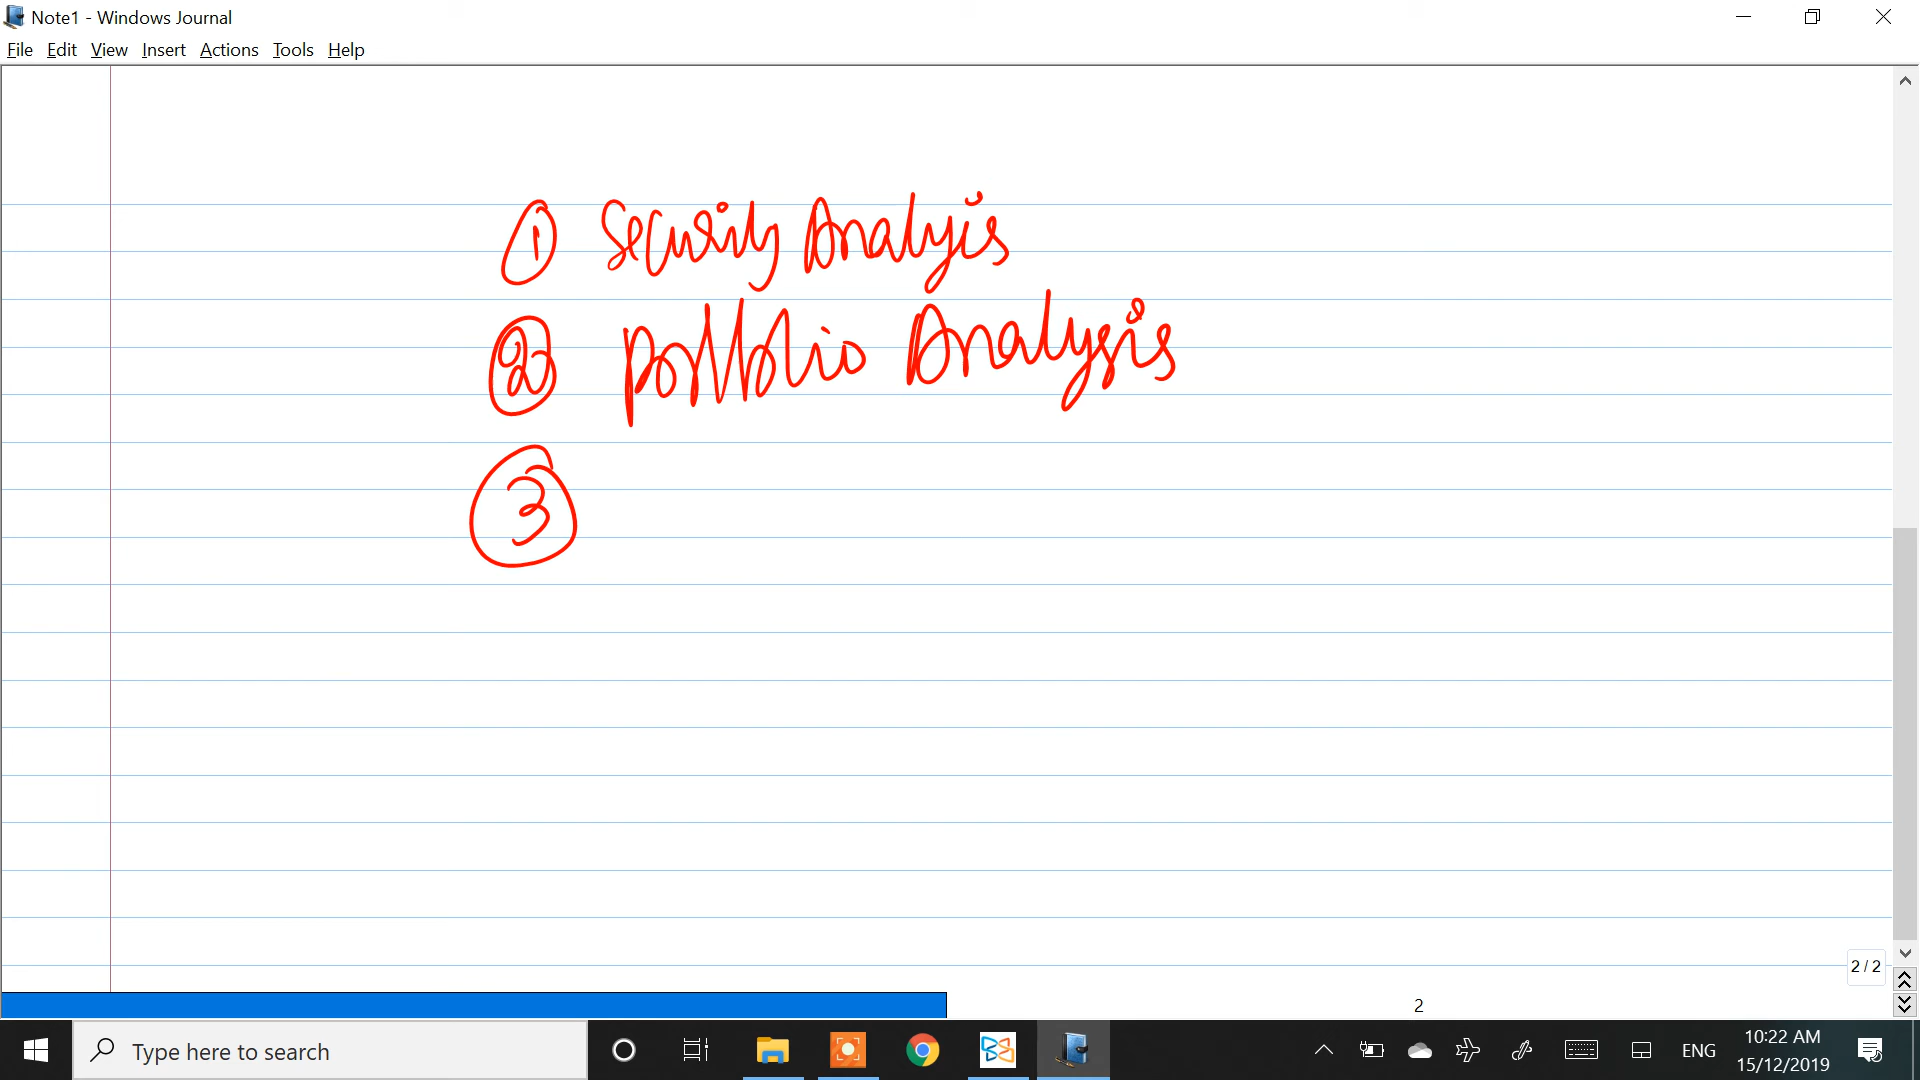 Note1 - Windows Journal
File Edit View Insert Actions Tools Help
① Security Analyis
② Portfolio Analysis
③
2 / 2
2
Type here to search
ENG
10:22 AM
15/12/2019